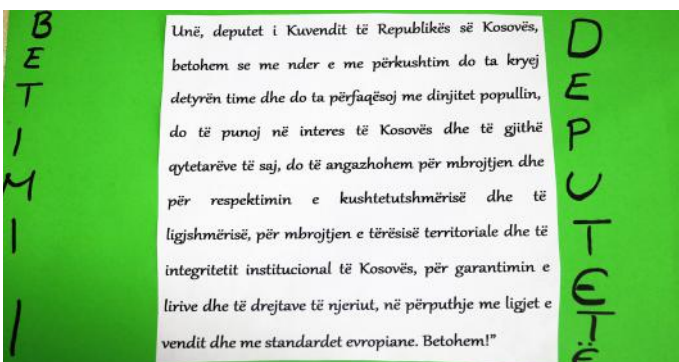 B
E
T
I
M
I
I
Unë, deputet i Kuvendit të Republikës së Kosovës,
betohem se me nder e me përkushtim do ta kryej
detyrën time dhe do ta përfaqësoj me dinjitet popullin,
do të punoj në interes të Kosovës dhe të gjithë
qytetarëve të saj, do të angazhohem për mbrojtjen dhe
për respektimin e kushtetutshmërisë dhe të
ligjshmërisë, për mbrojtjen e tërësisë territoriale dhe të
integritetit institucional të Kosovës, për garantimin e
lirive dhe të drejtave të njeriut, në përputhje me ligjet e
vendit dhe me standardet evropiane. Betohem!”
D
E
P
U
T
E
T
Ë